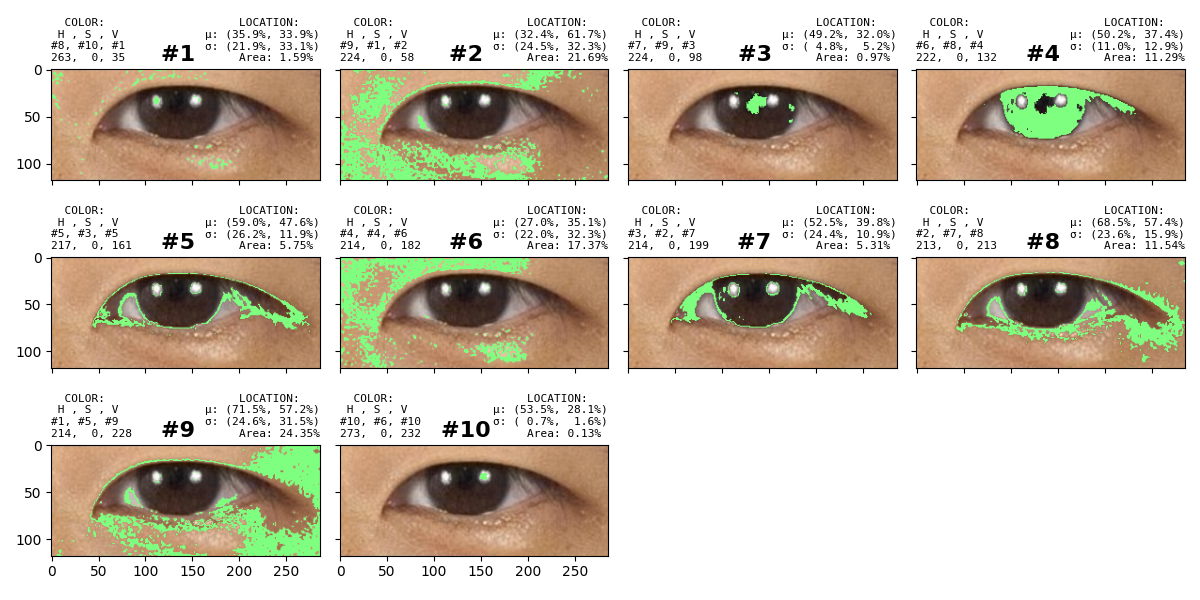 COLOR: LOCATION:
H , S , V μ: (35.9%, 33.9%)
#8, #10, #1 σ: (21.9%, 33.1%)
263, 0, 35 #1 Area: 1.59%
COLOR: LOCATION:
H , S , V μ: (32.4%, 61.7%)
#9, #1, #2 σ: (24.5%, 32.3%)
224, 0, 58 #2 Area: 21.69%
COLOR: LOCATION:
H , S , V μ: (49.2%, 32.0%)
#7, #9, #3 σ: ( 4.8%, 5.2%)
224, 0, 98 #3 Area: 0.97%
COLOR: LOCATION:
H , S , V μ: (50.2%, 37.4%)
#6, #8, #4 σ: (11.0%, 12.9%)
222, 0, 132 #4 Area: 11.29%
0
50
100
COLOR: LOCATION:
H , S , V μ: (59.0%, 47.6%)
#5, #3, #5 σ: (26.2%, 11.9%)
217, 0, 161 #5 Area: 5.75%
COLOR: LOCATION:
H , S , V μ: (27.0%, 35.1%)
#4, #4, #6 σ: (22.0%, 32.3%)
214, 0, 182 #6 Area: 17.37%
COLOR: LOCATION:
H , S , V μ: (52.5%, 39.8%)
#3, #2, #7 σ: (24.4%, 10.9%)
214, 0, 199 #7 Area: 5.31%
COLOR: LOCATION:
H , S , V μ: (68.5%, 57.4%)
#2, #7, #8 σ: (23.6%, 15.9%)
213, 0, 213 #8 Area: 11.54%
0
50
100
COLOR: LOCATION:
H , S , V μ: (71.5%, 57.2%)
#1, #5, #9 σ: (24.6%, 31.5%)
214, 0, 228 #9 Area: 24.35%
COLOR: LOCATION:
H , S , V μ: (53.5%, 28.1%)
#10, #6, #10 σ: ( 0.7%, 1.6%)
273, 0, 232 #10 Area: 0.13%
0
50
100
0 50 100 150 200 250
0 50 100 150 200 250